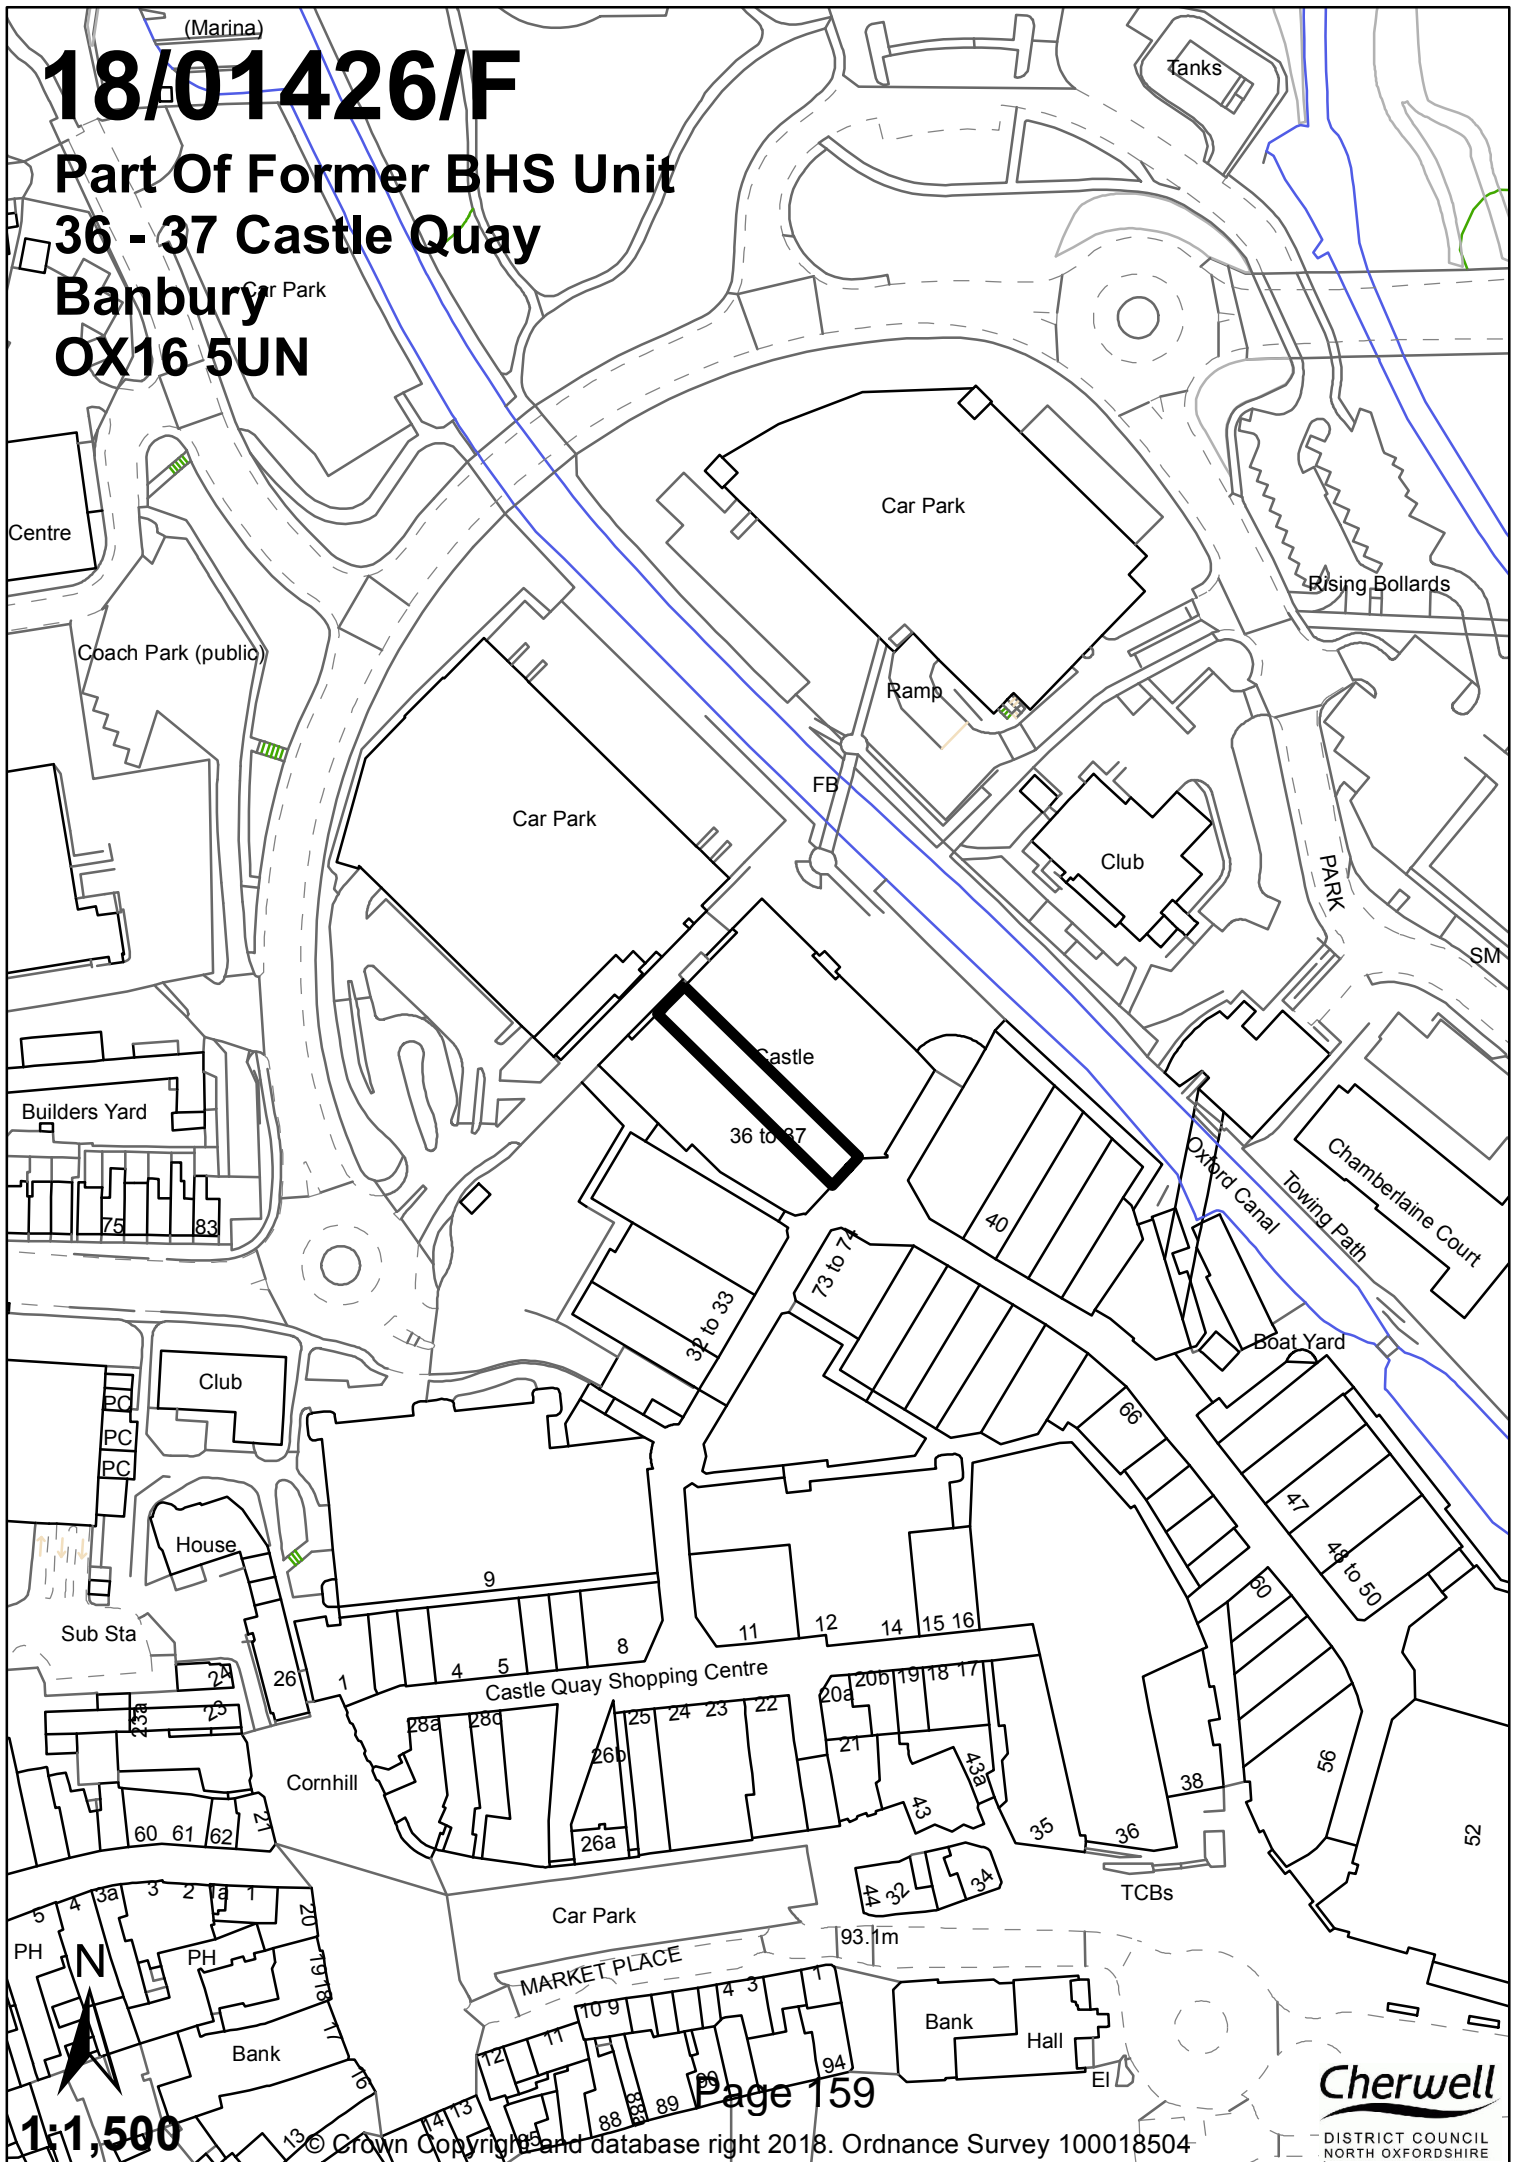 (Marina)
18/01426/F
Part Of Former BHS Unit
36 - 37 Castle Quay
Banbury
OX16 5UN
Car Park
Tanks
Centre
Car Park
Rising Bollards
Coach Park (public)
Ramp
FB
Car Park
Club
PARK
SM
Castle
36 to 37
Builders Yard
75
83
Oxford Canal
Towing Path
Chamberlaine Court
40
73 to 74
32 to 33
Boat Yard
Club
PC
PC
PC
66
47
48 to 50
House
9
60
Sub Sta
11
12
14
15
16
8
26
1
4
5
Castle Quay Shopping Centre
24
23
23a
20a
20b
19
18
17
28a
28c
25
24
23
22
26b
21
43a
56
Cornhill
38
43
60
61
62
21
26a
35
36
52
44
32
34
TCBs
5
4
3a
3
2
1a
1
20
Car Park
93.1m
PH
N
PH
19
18
MARKET PLACE
10
9
4
3
1
Bank
Hall
17
Bank
12
11
16
94
EI
90
Page 159
14
13
85
88
88a
89
13
1:1,500
© Crown Copyright and database right 2018. Ordnance Survey 100018504
Cherwell
DISTRICT COUNCIL
NORTH OXFORDSHIRE